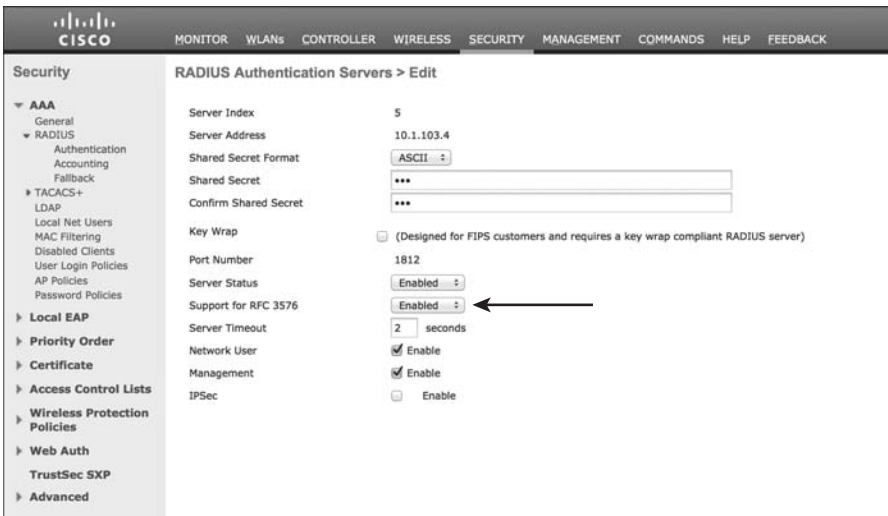 CISCO
MONITOR WLANs CONTROLLER WIRELESS SECURITY MANAGEMENT COMMANDS HELP FEEDBACK
Security
AAA
General
RADIUS
Authentication
Accounting
Fallback
TACACS+
LDAP
Local Net Users
MAC Filtering
Disabled Clients
User Login Policies
AP Policies
Password Policies
Local EAP
Priority Order
Certificate
Access Control Lists
Wireless Protection
Policies
Web Auth
TrustSec SXP
Advanced
RADIUS Authentication Servers > Edit
Server Index 5
Server Address 10.1.103.4
Shared Secret Format ASCII
Shared Secret •••
Confirm Shared Secret •••
Key Wrap (Designed for FIPS customers and requires a key wrap compliant RADIUS server)
Port Number 1812
Server Status Enabled
Support for RFC 3576 Enabled
Server Timeout 2 seconds
Network User Enable
Management Enable
IPSec Enable